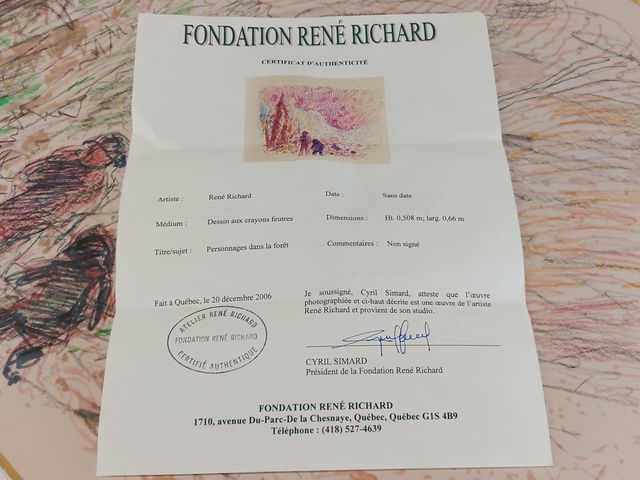 FONDATION RENÉ RICHARD
CERTIFICAT D'AUTHENTICITÉ
Artiste : René Richard Date : Sans date
Médium : Dessin aux crayons feutres Dimensions : Ht. 0,508 m; larg. 0,66 m
Titre/sujet : Personnages dans la forêt Commentaires : Non signé
Fait à Québec, le 20 décembre 2006
Je soussigné, Cyril Simard, atteste que l'œuvre
photographiée et ci-haut décrite est une œuvre de l'artiste
René Richard et provient de son studio.
ATELIER RENÉ RICHARD
FONDATION RENÉ RICHARD
CERTIFIÉ AUTHENTIQUE
CYRIL SIMARD
Président de la Fondation René Richard
FONDATION RENÉ RICHARD
1710, avenue Du-Parc-De la Chesnaye, Québec, Québec G1S 4B9
Téléphone : (418) 527-4639